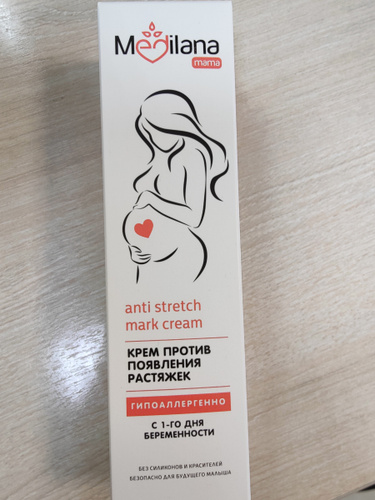 Medilana
mama
anti stretch
mark cream
КРЕМ ПРОТИВ
ПОЯВЛЕНИЯ
РАСТЯЖЕК
ГИПОАЛЛЕРГЕННО
С 1-ГО ДНЯ
БЕРЕМЕННОСТИ
БЕЗ СИЛИКОНОВ И КРАСИТЕЛЕЙ
БЕЗОПАСНО ДЛЯ БУДУЩЕГО МАЛЫША